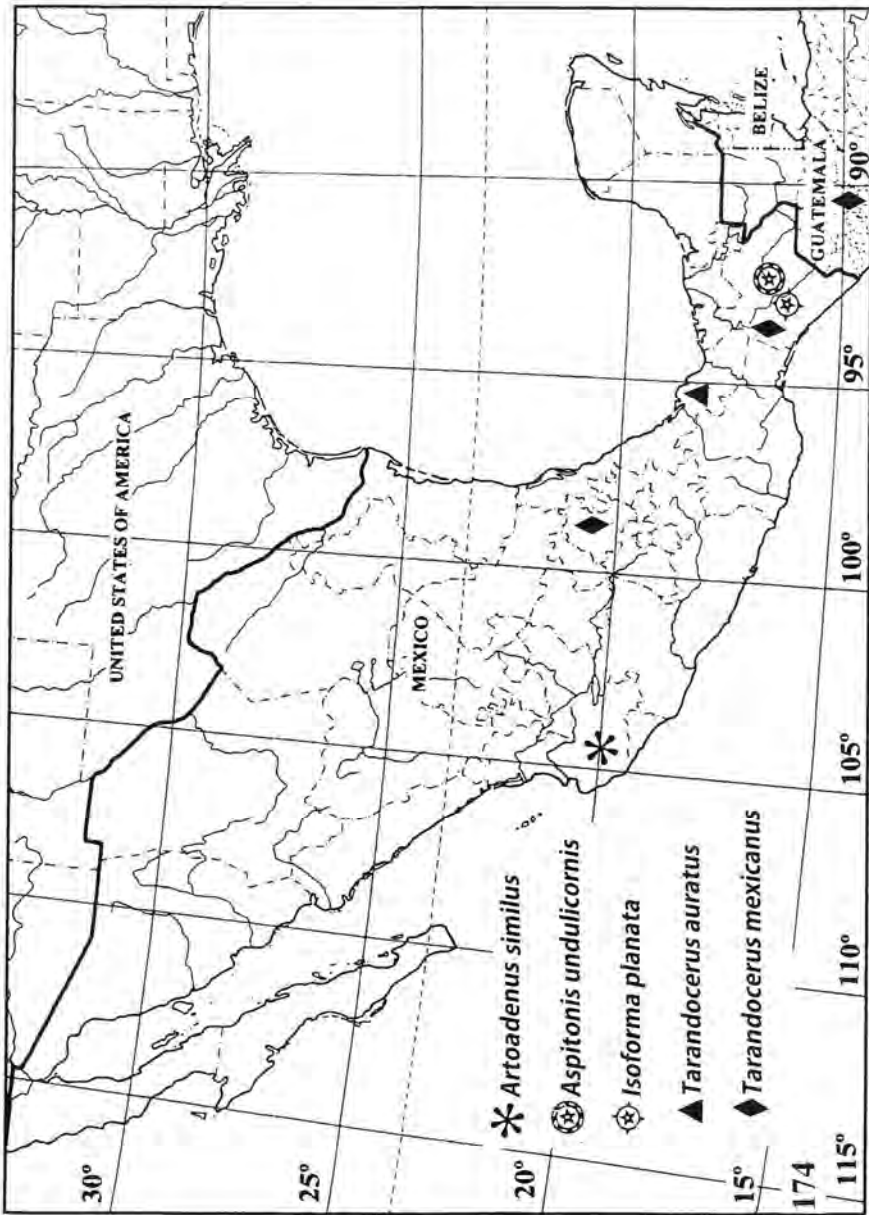 UNITED STATES OF AMERICA
MEXICO
BELIZE
GUATEMALA
30°
25°
20°
15°
Artoadenus similus
Aspitonis undulicornis
Isoforma planata
Tarandocerus auratus
Tarandocerus mexicanus
174
115°
110°
105°
100°
95°
90°